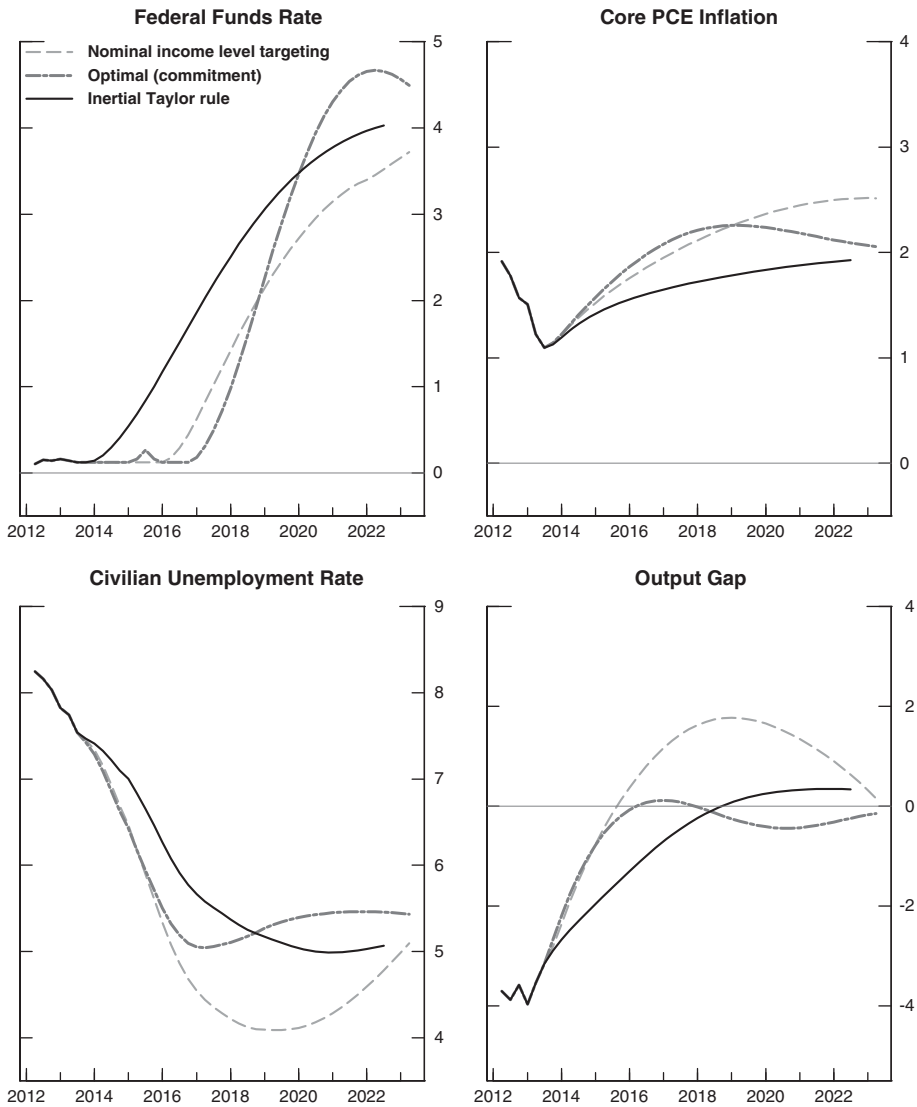 Federal Funds Rate
Nominal income level targeting
Optimal (commitment)
Inertial Taylor rule
5
4
3
2
1
0
2012 2014 2016 2018 2020 2022
Core PCE Inflation
4
3
2
1
0
2012 2014 2016 2018 2020 2022
Civilian Unemployment Rate
9
8
7
6
5
4
2012 2014 2016 2018 2020 2022
Output Gap
4
2
0
-2
-4
2012 2014 2016 2018 2020 2022